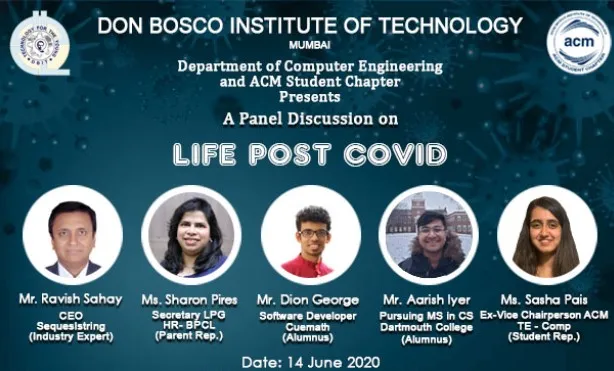 DON BOSCO INSTITUTE OF TECHNOLOGY
MUMBAI
Department of Computer Engineering
and ACM Student Chapter
Presents
A Panel Discussion on
LIFE POST COVID
acm
Mr. Ravish Sahay
CEO
Sequesistring
(Industry Expert)
Ms. Sharon Pires
Secretary LPG
HR- BPCL
(Parent Rep.)
Mr. Dion George
Software Developer
Cuemath
(Alumnus)
Mr. Aarish Iyer
Pursuing MS in CS
Dartmouth College
(Alumnus)
Ms. Sasha Pais
Ex-Vice Chairperson ACM
TE - Comp
(Student Rep.)
Date: 14 June 2020